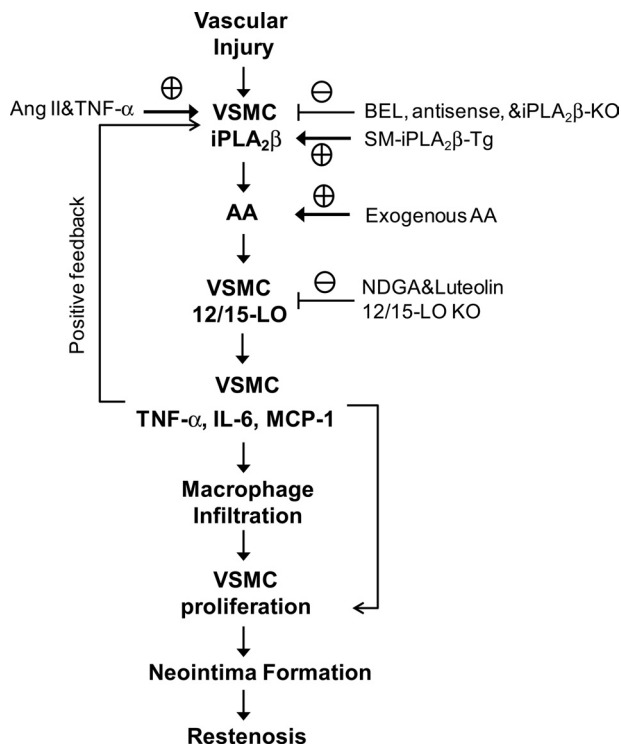 Vascular
Injury
⊕
⊖
Ang II&TNF-α
VSMC
BEL, antisense, &iPLA₂β-KO
iPLA₂β
SM-iPLA₂β-Tg
⊕
⊕
AA
Exogenous AA
⊖
VSMC
NDGA&Luteolin
12/15-LO
12/15-LO KO
Positive feedback
VSMC
TNF-α, IL-6, MCP-1
Macrophage
Infiltration
VSMC
proliferation
Neointima Formation
Restenosis